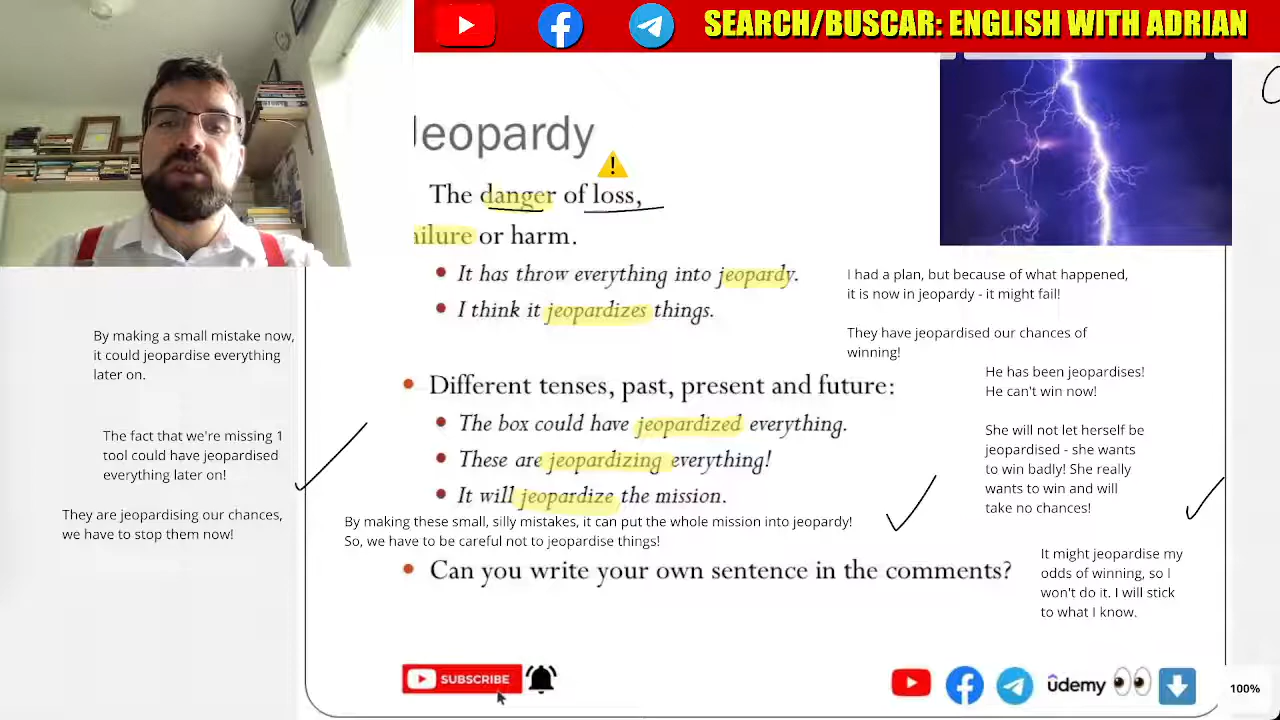 SEARCH/BUSCAR: ENGLISH WITH ADRIAN
Jeopardy
The danger of loss,
ailure or harm.
It has throw everything into jeopardy.
I think it jeopardizes things.
Different tenses, past, present and future:
The box could have jeopardized everything.
These are jeopardizing everything!
It will jeopardize the mission.
By making these small, silly mistakes, it can put the whole mission into jeopardy!
So, we have to be careful not to jeopardise things!
Can you write your own sentence in the comments?
By making a small mistake now,
it could jeopardise everything
later on.
The fact that we're missing 1
tool could have jeopardised
everything later on!
They are jeopardising our chances,
we have to stop them now!
I had a plan, but because of what happened,
it is now in jeopardy - it might fail!
They have jeopardised our chances of
winning!
He has been jeopardises!
He can't win now!
She will not let herself be
jeopardised - she wants
to win badly! She really
wants to win and will
take no chances!
It might jeopardise my
odds of winning, so I
won't do it. I will stick
to what I know.
SUBSCRIBE
ûdemy
100%